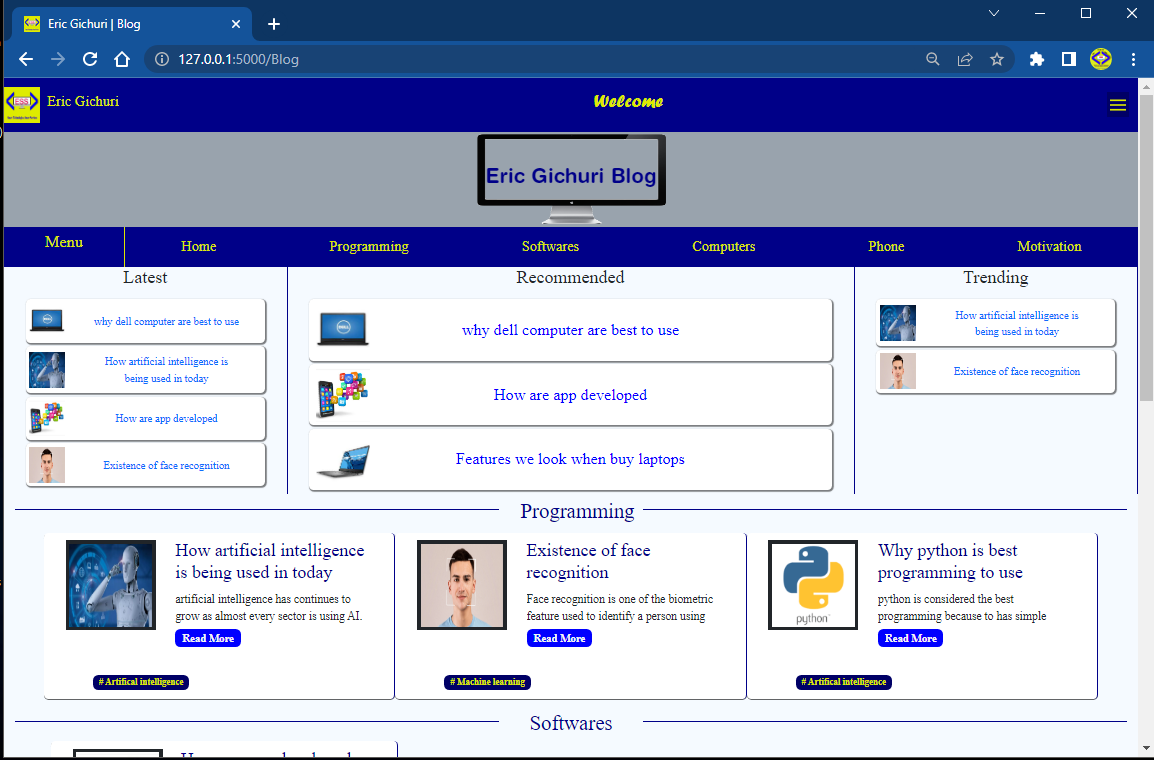 Eric Gichuri | Blog
127.0.0.1:5000/Blog
ESS
Eric Gichuri
Welcome
Eric Gichuri Blog
Menu
Home
Programming
Softwares
Computers
Phone
Motivation
Latest
why dell computer are best to use
How artificial intelligence is
being used in today
How are app developed
Existence of face recognition
Recommended
why dell computer are best to use
How are app developed
Features we look when buy laptops
Trending
How artificial intelligence is
being used in today
Existence of face recognition
Programming
How artificial intelligence
is being used in today
artificial intelligence has continues to
grow as almost every sector is using AI.
Read More
# Artifical intelligence
Existence of face
recognition
Face recognition is one of the biometric
feature used to identify a person using
Read More
# Machine learning
Why python is best
programming to use
python is considered the best
programming because to has simple
Read More
# Artifical intelligence
python
Softwares